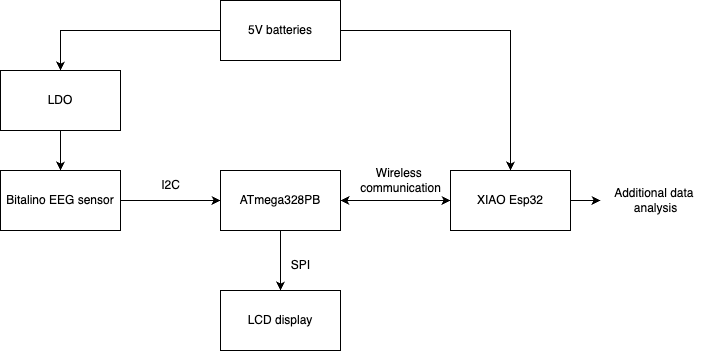 5V batteries
LDO
Bitalino EEG sensor
I2C
ATmega328PB
Wireless
communication
XIAO Esp32
Additional data
analysis
SPI
LCD display